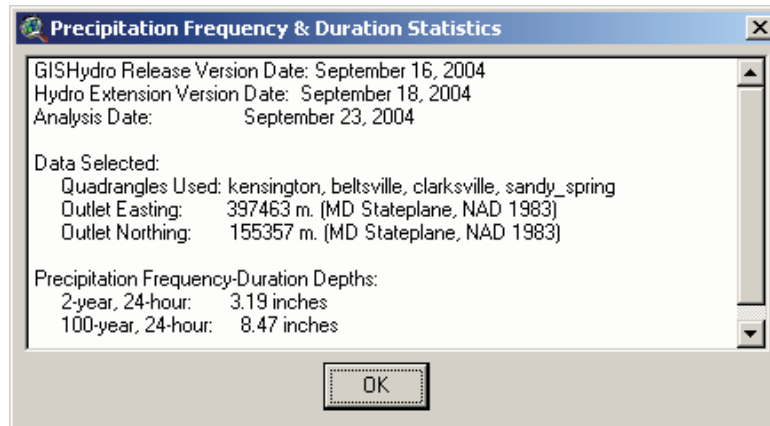 Precipitation Frequency & Duration Statistics
GISHydro Release Version Date: September 16, 2004
Hydro Extension Version Date: September 18, 2004
Analysis Date: September 23, 2004
Data Selected:
Quadrangles Used: kensington, beltsville, clarksville, sandy_spring
Outlet Easting: 397463 m. (MD Stateplane, NAD 1983)
Outlet Northing: 155357 m. (MD Stateplane, NAD 1983)
Precipitation Frequency-Duration Depths:
2-year, 24-hour: 3.19 inches
100-year, 24-hour: 8.47 inches
OK